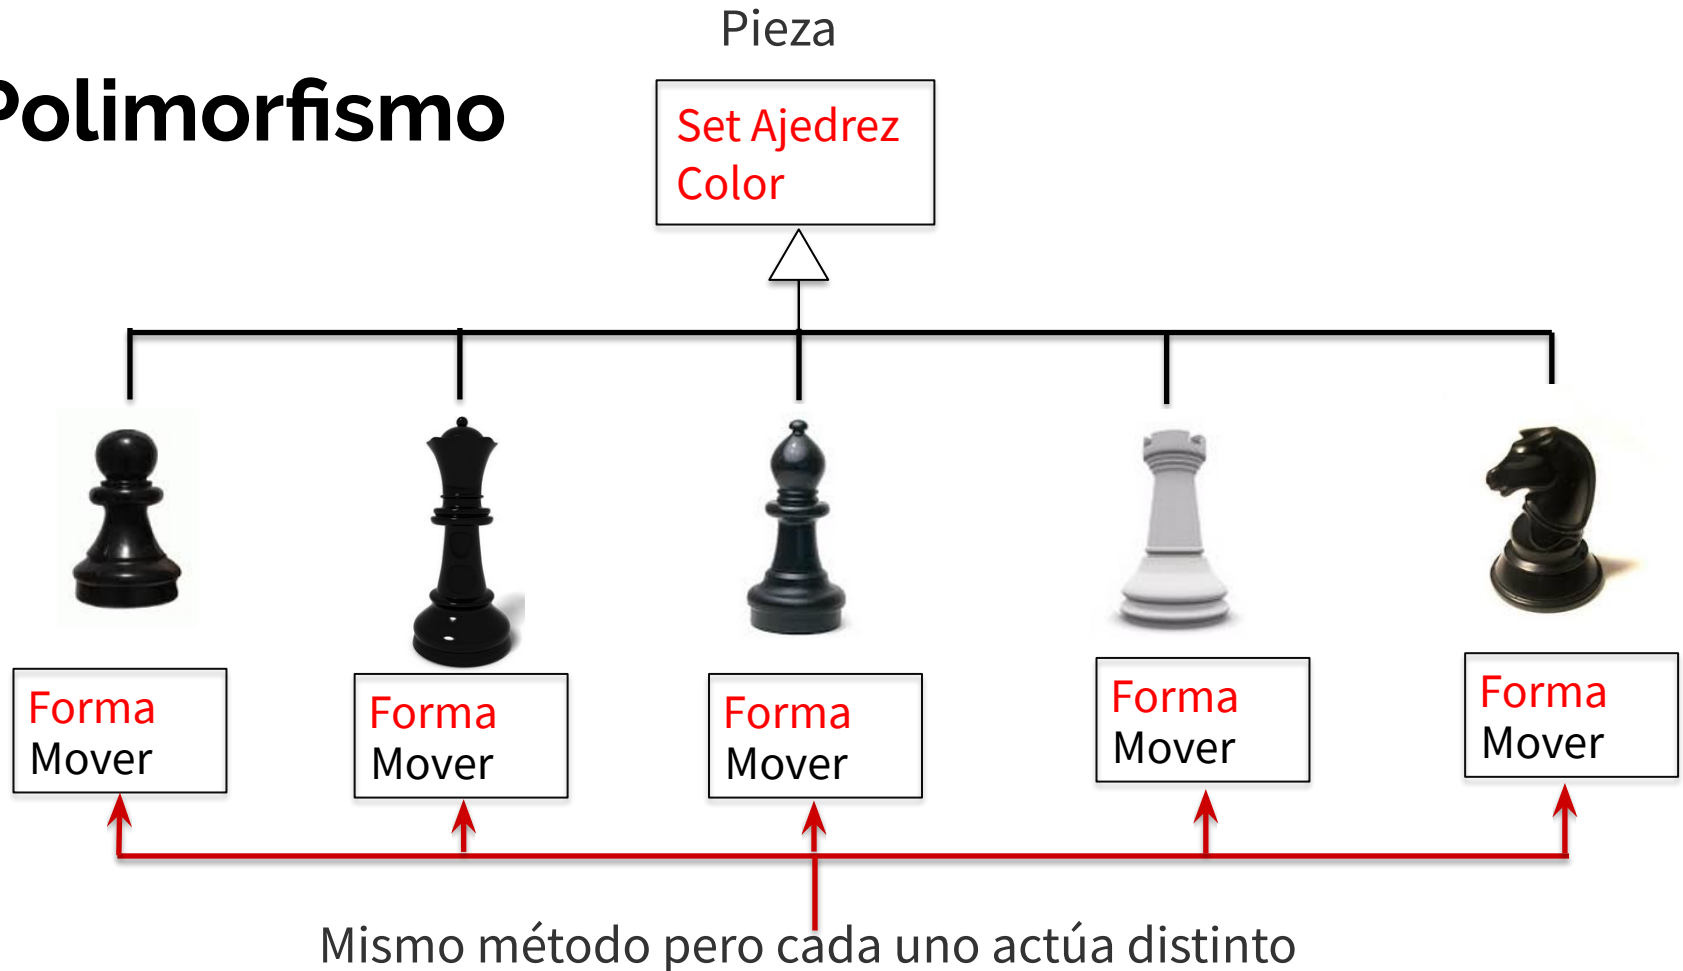 Pieza
Polimorfismo
Set Ajedrez
Color
Forma
Mover
Forma
Mover
Forma
Mover
Forma
Mover
Forma
Mover
Mismo método pero cada uno actúa distinto